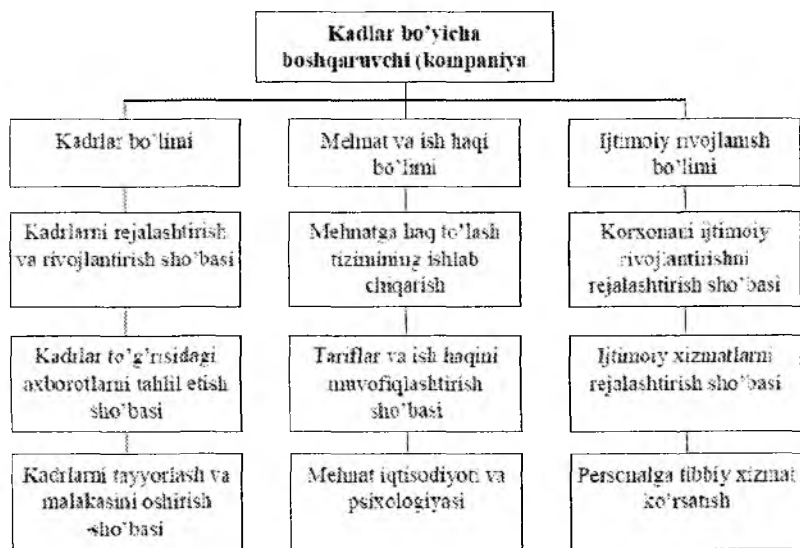 Kadlar bo'yicha
boshqaruvchi (kompaniya
Kadrlar bo'limi
Mehnat va ish haqi
bo'limi
Ijtimoiy rivojlanish
bo'limi
Kadrlarni rejalashtirish
va rivojlantirish sho'basi
Mehnatga haq to'lash
tizimining ishlab
chiqarish
Korxonani ijtimoiy
rivojlantirishni
rejalashtirish sho'basi
Kadrlar to'g'risidagi
axborotlarni tahlil etish
sho'basi
Tariflar va ish haqini
muvofiqlashtirish
sho'basi
Ijtimoiy xizmatlarni
rejalashtirish sho'basi
Kadrlarni tayyorlash va
malakasini oshirish
sho'basi
Mehnat iqtisodiyoti va
psixologiyasi
Personalga tibbiy xizmat
ko'rsatish